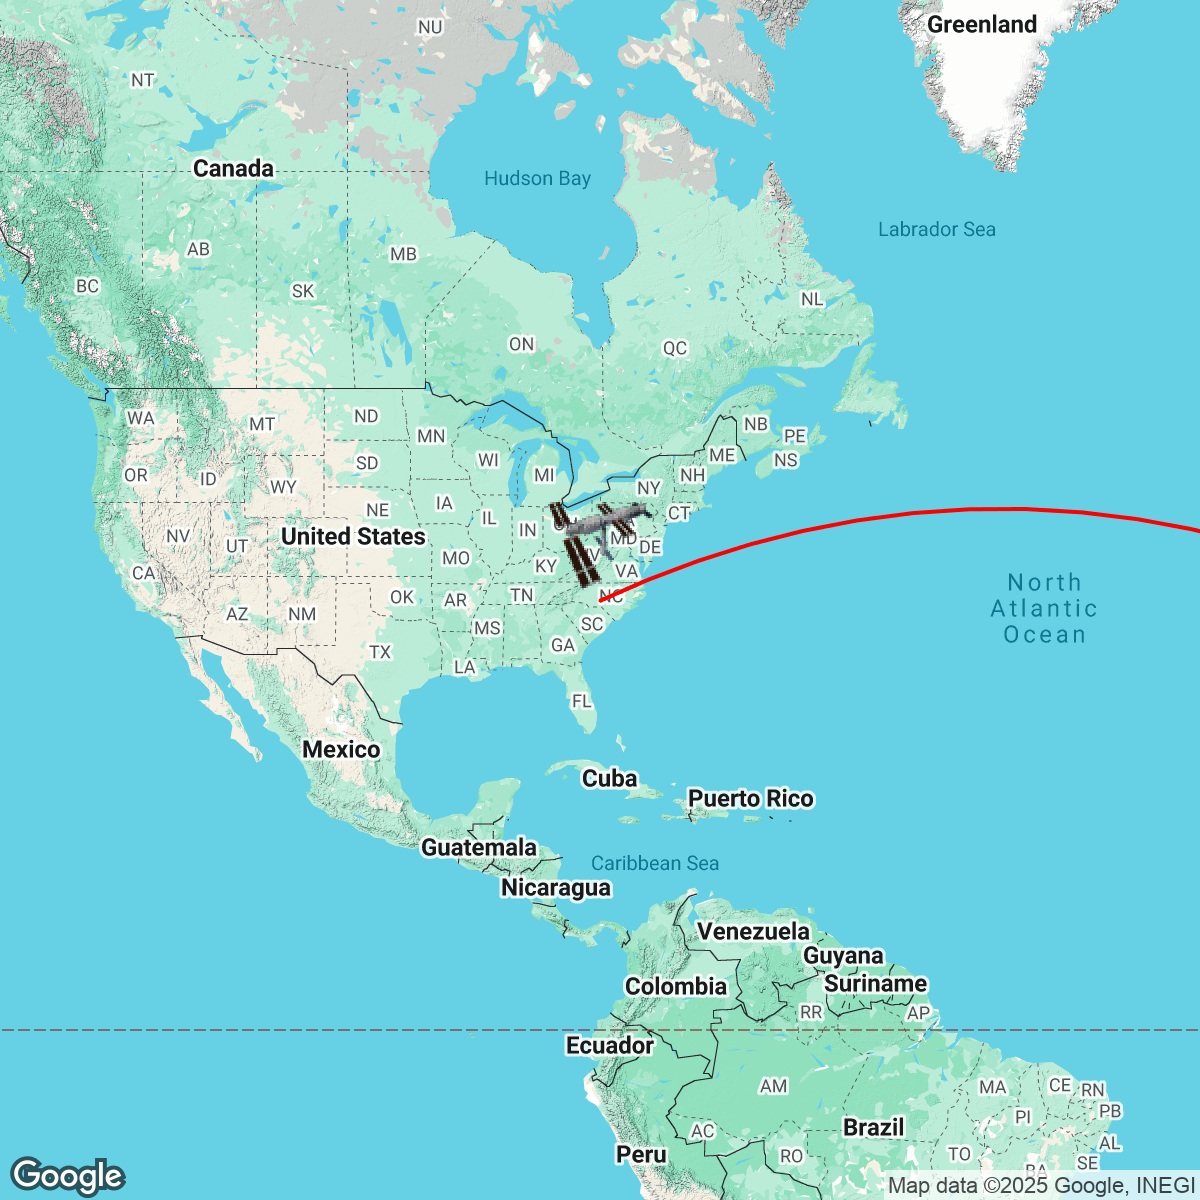 Greenland
NU
NT
Canada
Hudson Bay
Labrador Sea
AB
MB
BC
SK
NL
ON
QC
WA
MT
ND
MN
NB
PE
ME
NS
OR
ID
SD
WI
MI
NH
WY
NY
IA
NE
IL
IN
CT
NV
United States
MD
DE
UT
MO
KY
VA
CA
North
Atlantic
Ocean
OK
AR
TN
NC
AZ
NM
MS
SC
GA
TX
LA
FL
Mexico
Cuba
Puerto Rico
Guatemala
Caribbean Sea
Nicaragua
Venezuela
Guyana
Colombia
Suriname
RR
AP
Ecuador
AM
MA
CE
RN
PI
PB
AC
Brazil
AL
Peru
RO
TO
SE
BA
Google
Map data ©2025 Google, INEGI